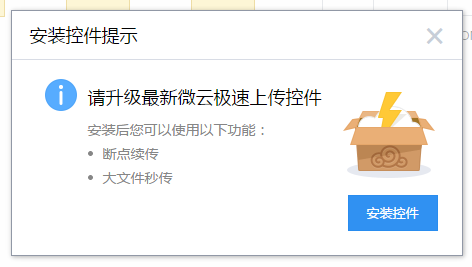 安装控件提示
请升级最新微云极速上传控件
安装后您可以使用以下功能：
断点续传
大文件秒传
安装控件